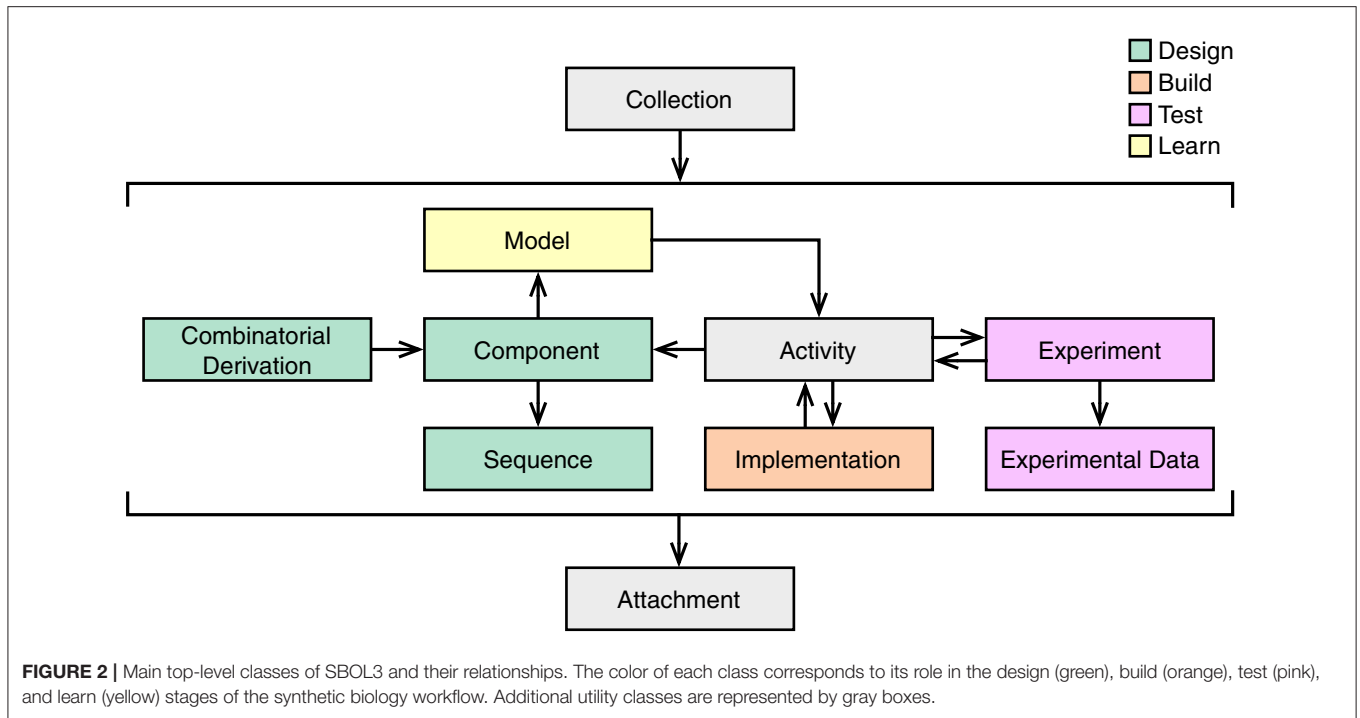 Design
Build
Test
Learn
Collection
Model
Combinatorial
Derivation
Component
Activity
Experiment
Sequence
Implementation
Experimental Data
Attachment
FIGURE 2 | Main top-level classes of SBOL3 and their relationships. The color of each class corresponds to its role in the design (green), build (orange), test (pink),
and learn (yellow) stages of the synthetic biology workflow. Additional utility classes are represented by gray boxes.